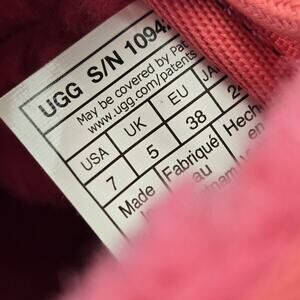 UGG S/N 1094
May be covered by
www.ugg.com/patents
USA UK EU
7 5 38
Made Fabriqué Hech
au en